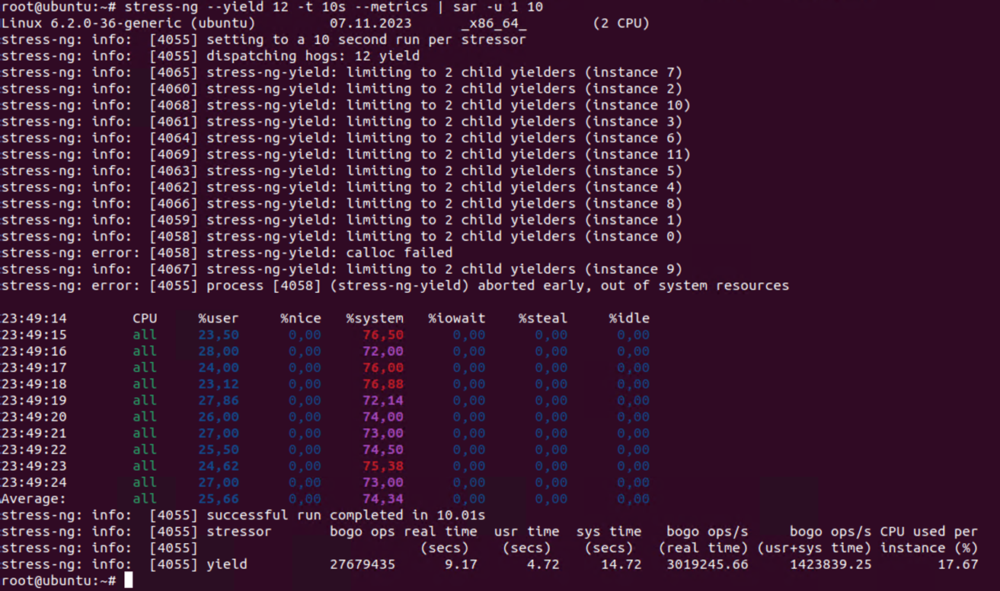 root@ubuntu:~# stress-ng --yield 12 -t 10s --metrics | sar -u 1 10
Linux 6.2.0-36-generic (ubuntu) 07.11.2023 _x86_64_ (2 CPU)
stress-ng: info: [4055] setting to a 10 second run per stressor
stress-ng: info: [4055] dispatching hogs: 12 yield
stress-ng: info: [4065] stress-ng-yield: limiting to 2 child yielders (instance 7)
stress-ng: info: [4060] stress-ng-yield: limiting to 2 child yielders (instance 2)
stress-ng: info: [4068] stress-ng-yield: limiting to 2 child yielders (instance 10)
stress-ng: info: [4061] stress-ng-yield: limiting to 2 child yielders (instance 3)
stress-ng: info: [4064] stress-ng-yield: limiting to 2 child yielders (instance 6)
stress-ng: info: [4069] stress-ng-yield: limiting to 2 child yielders (instance 11)
stress-ng: info: [4063] stress-ng-yield: limiting to 2 child yielders (instance 5)
stress-ng: info: [4062] stress-ng-yield: limiting to 2 child yielders (instance 4)
stress-ng: info: [4066] stress-ng-yield: limiting to 2 child yielders (instance 8)
stress-ng: info: [4059] stress-ng-yield: limiting to 2 child yielders (instance 1)
stress-ng: info: [4058] stress-ng-yield: limiting to 2 child yielders (instance 0)
stress-ng: error: [4058] stress-ng-yield: calloc failed
stress-ng: info: [4067] stress-ng-yield: limiting to 2 child yielders (instance 9)
stress-ng: error: [4055] process [4058] (stress-ng-yield) aborted early, out of system resources
23:49:14 CPU %user %nice %system %iowait %steal %idle
23:49:15 all 23,50 0,00 76,50 0,00 0,00 0,00
23:49:16 all 28,00 0,00 72,00 0,00 0,00 0,00
23:49:17 all 24,00 0,00 76,00 0,00 0,00 0,00
23:49:18 all 23,12 0,00 76,88 0,00 0,00 0,00
23:49:19 all 27,86 0,00 72,14 0,00 0,00 0,00
23:49:20 all 26,00 0,00 74,00 0,00 0,00 0,00
23:49:21 all 27,00 0,00 73,00 0,00 0,00 0,00
23:49:22 all 25,50 0,00 74,50 0,00 0,00 0,00
23:49:23 all 24,62 0,00 75,38 0,00 0,00 0,00
23:49:24 all 27,00 0,00 73,00 0,00 0,00 0,00
Average: all 25,66 0,00 74,34 0,00 0,00 0,00
stress-ng: info: [4055] successful run completed in 10.01s
stress-ng: info: [4055] stressor bogo ops real time usr time sys time bogo ops/s bogo ops/s CPU used per
stress-ng: info: [4055] (secs) (secs) (secs) (real time) (usr+sys time) instance (%)
stress-ng: info: [4055] yield 27679435 9.17 4.72 14.72 3019245.66 1423839.25 17.67
root@ubuntu:~#